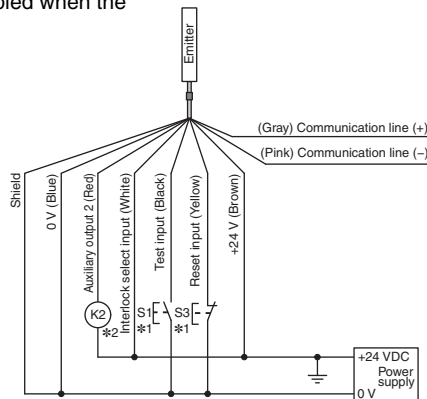 oled when the
Emitter
(Gray) Communication line (+)
(Pink) Communication line (−)
Shield
0 V (Blue)
Auxiliary output 2 (Red)
Interlock select input (White)
Test input (Black)
Reset input (Yellow)
+24 V (Brown)
K2
*2
S1
*1
S3
*1
+24 VDC
Power
supply
0 V